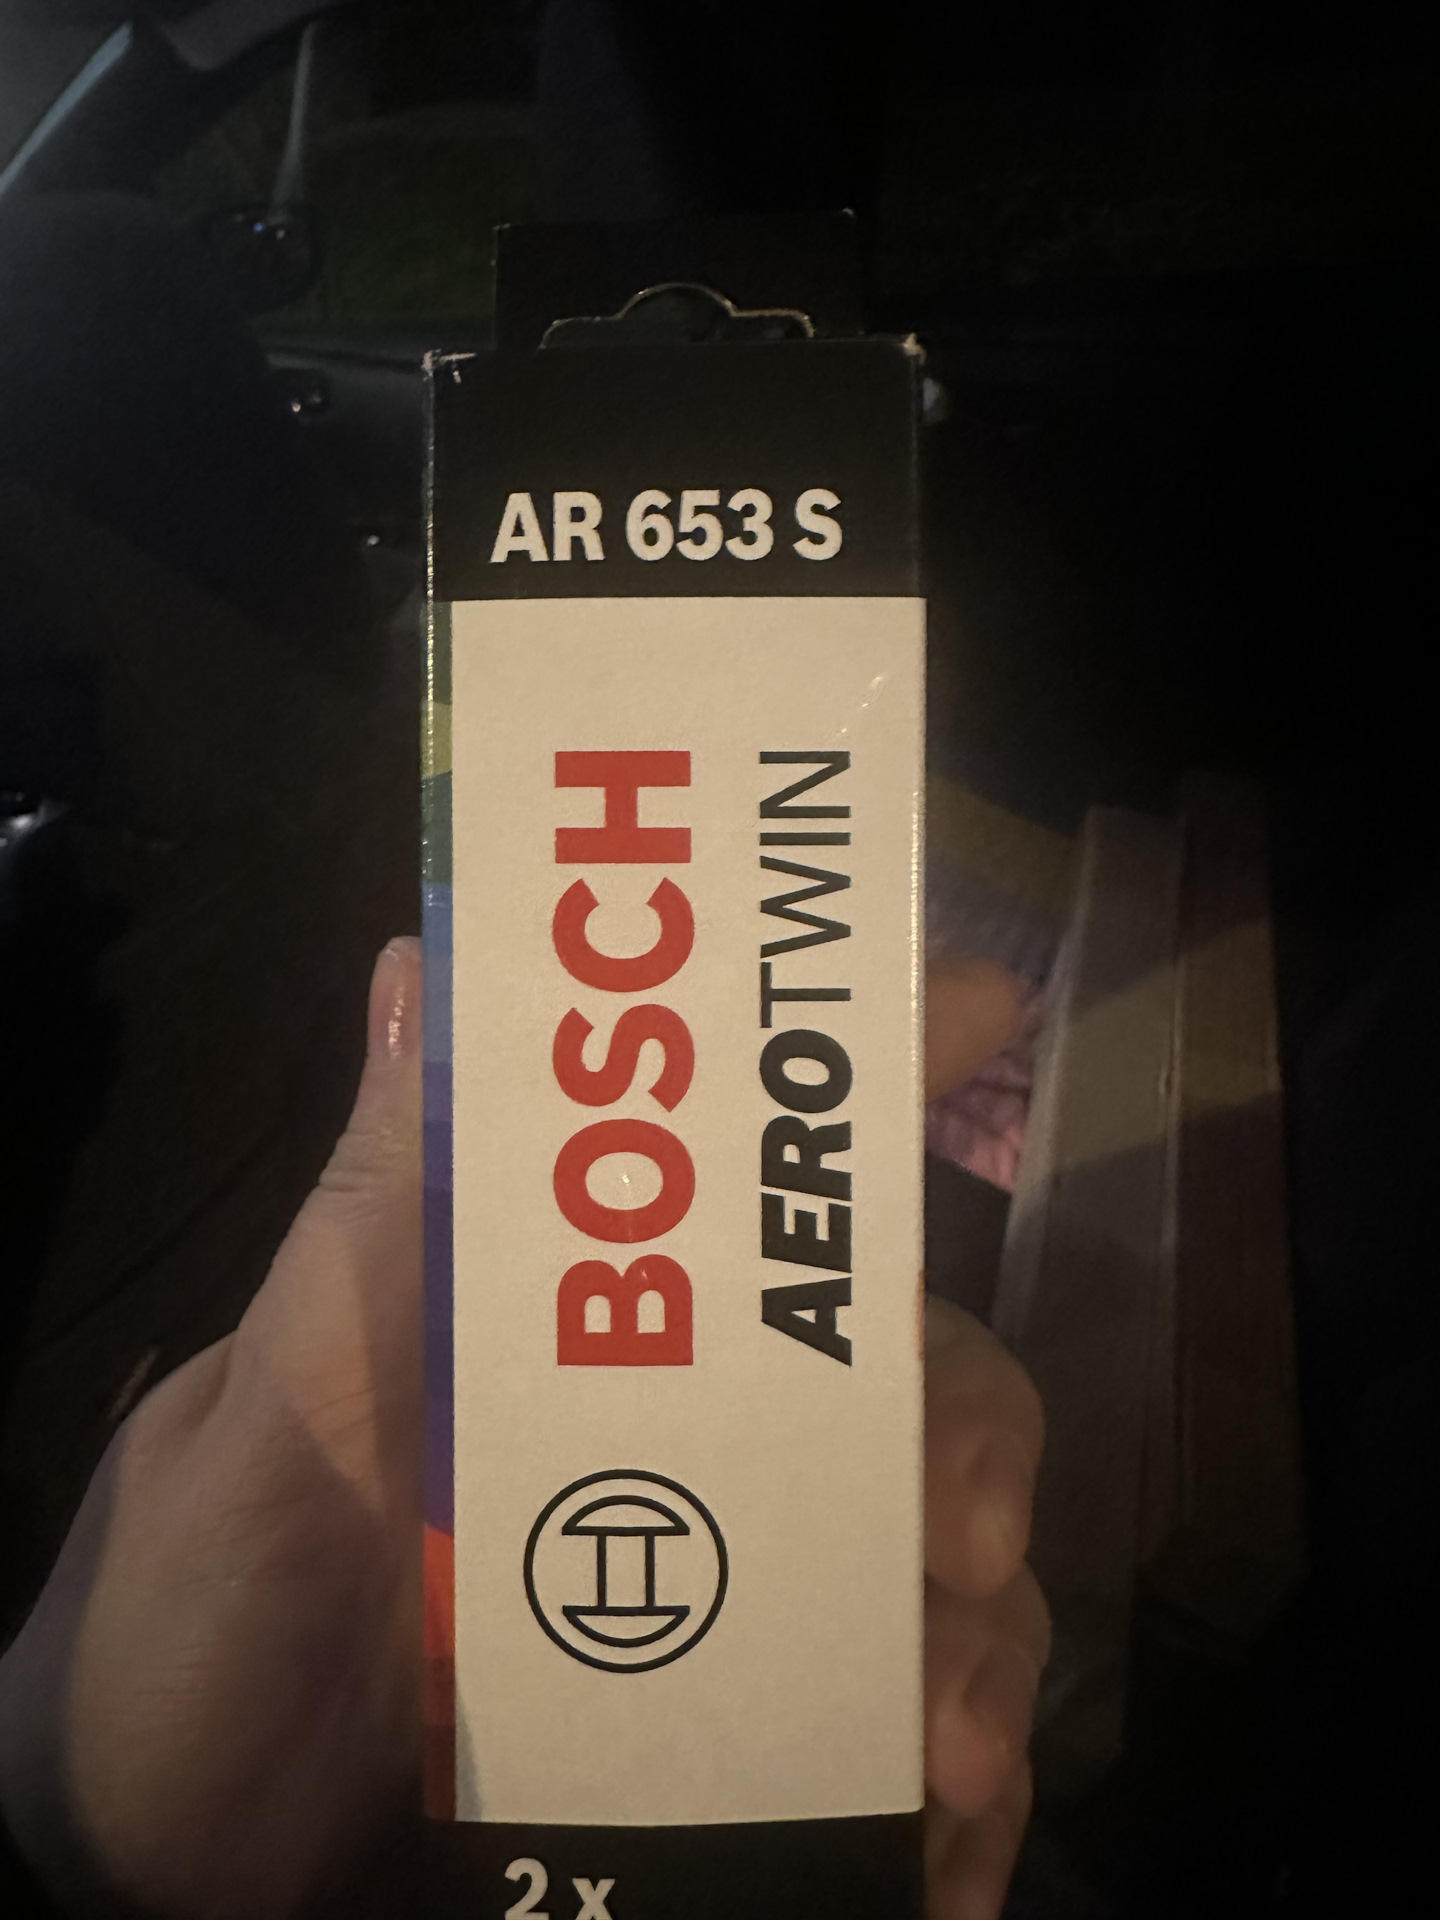 AR 653 S
BOSCH
AEROTWIN
2 x